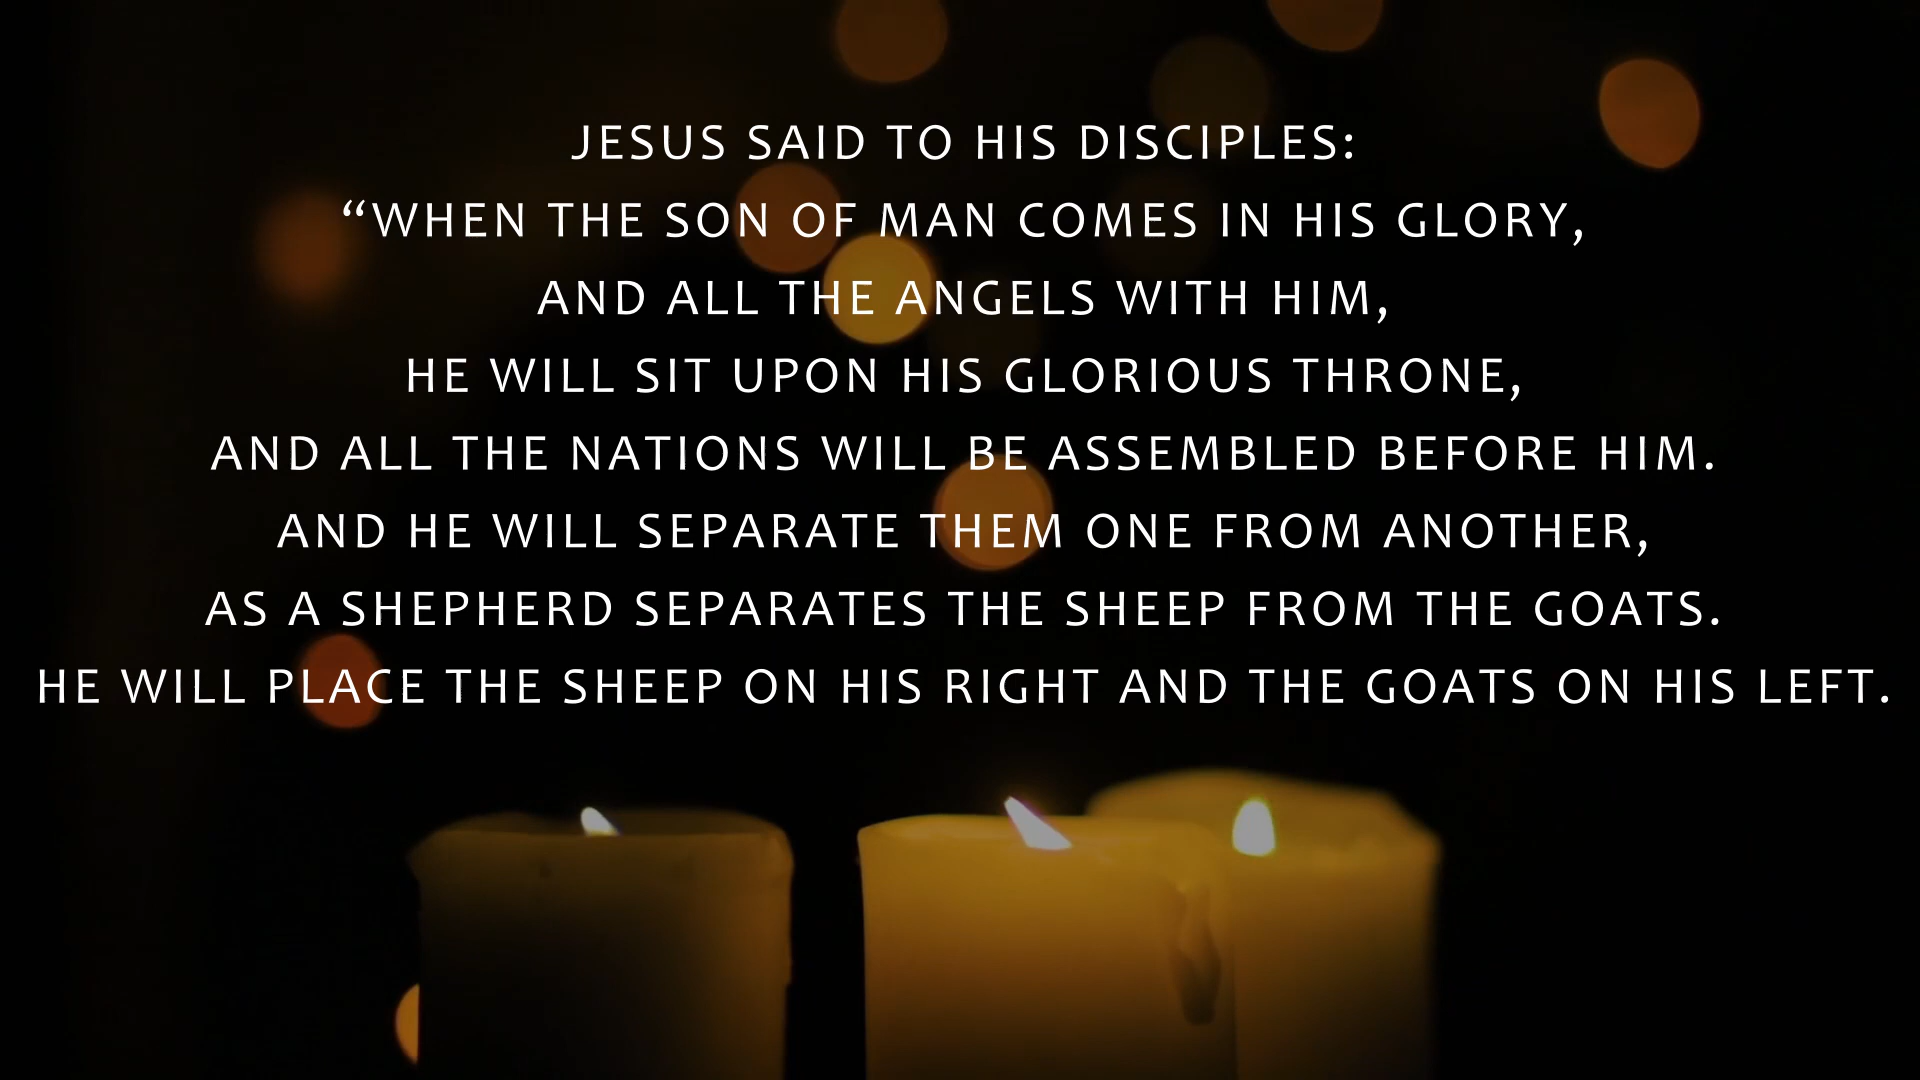 JESUS SAID TO HIS DISCIPLES:
“WHEN THE SON OF MAN COMES IN HIS GLORY,
AND ALL THE ANGELS WITH HIM,
HE WILL SIT UPON HIS GLORIOUS THRONE,
AND ALL THE NATIONS WILL BE ASSEMBLED BEFORE HIM.
AND HE WILL SEPARATE THEM ONE FROM ANOTHER,
AS A SHEPHERD SEPARATES THE SHEEP FROM THE GOATS.
HE WILL PLACE THE SHEEP ON HIS RIGHT AND THE GOATS ON HIS LEFT.